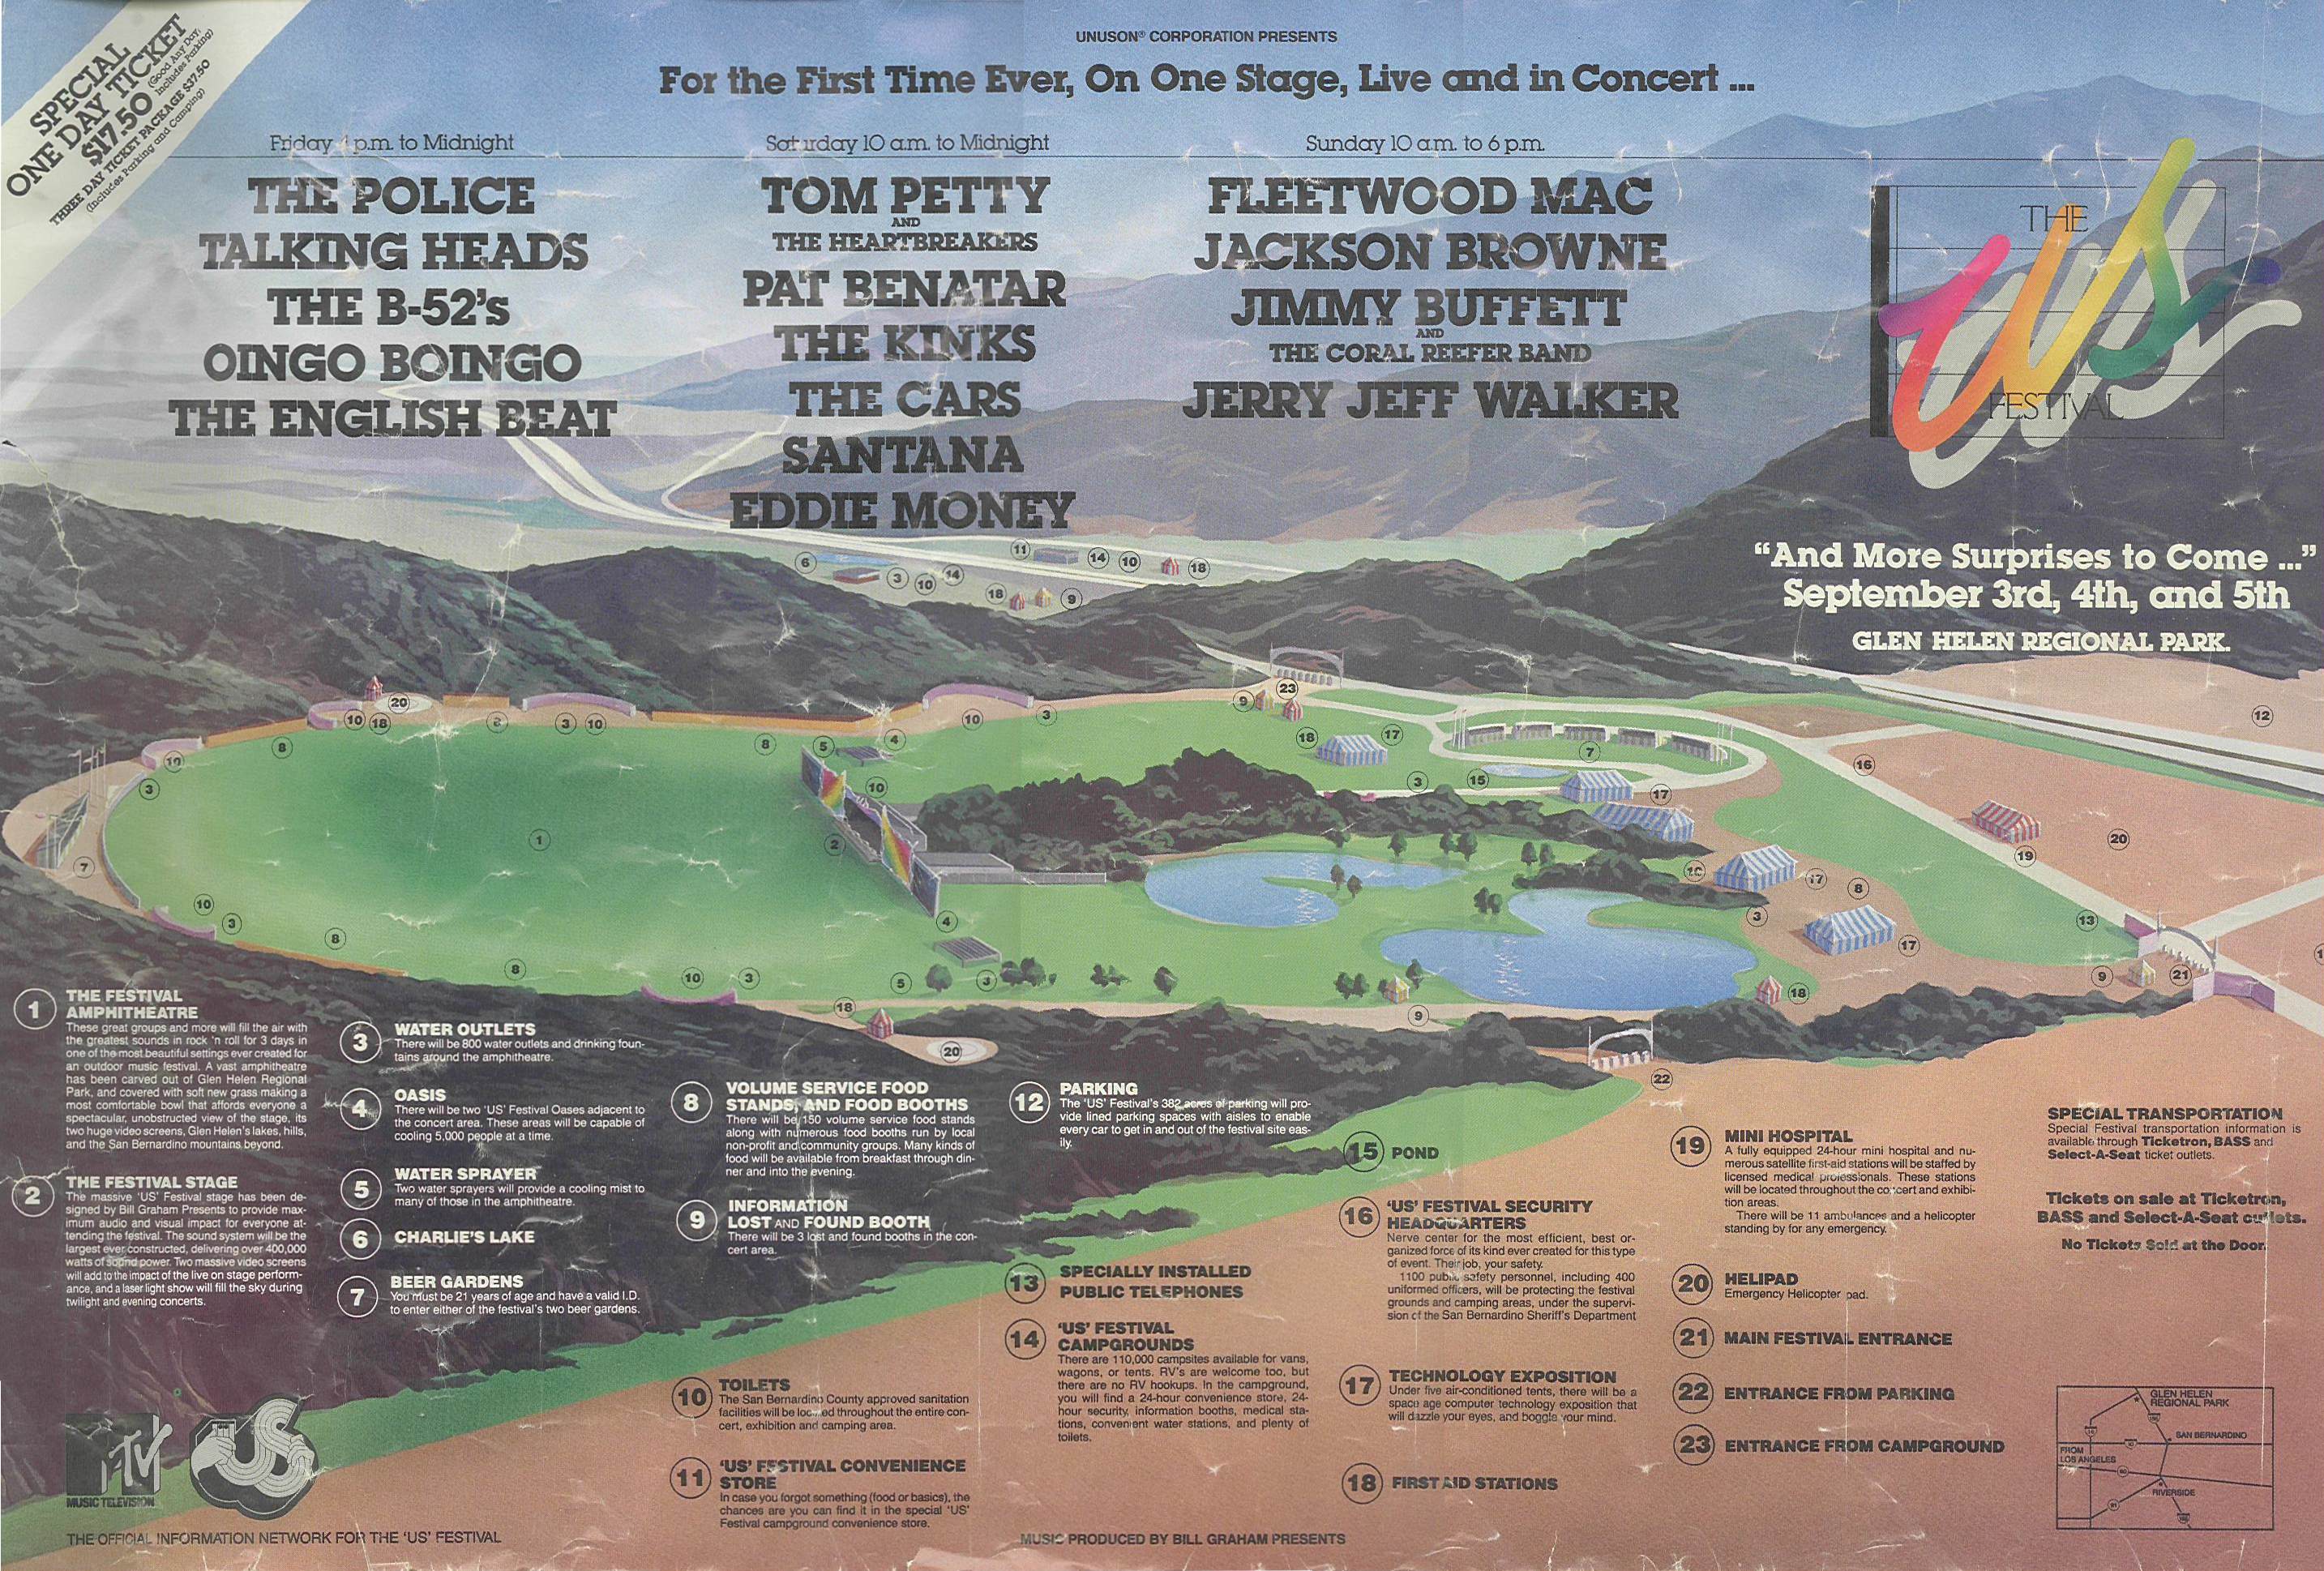 SPECIAL
ONE DAY TICKET
$17.50 (Good Any Day, Includes Parking)
THREE DAY TICKET PACKAGE $37.50
(Includes Parking and Camping)
UNUSON® CORPORATION PRESENTS
For the First Time Ever, On One Stage, Live and in Concert ...
Friday 1 p.m. to Midnight
THE POLICE
TALKING HEADS
THE B-52's
OINGO BOINGO
THE ENGLISH BEAT
Saturday 10 a.m. to Midnight
TOM PETTY
AND
THE HEARTBREAKERS
PAT BENATAR
THE KINKS
THE CARS
SANTANA
EDDIE MONEY
Sunday 10 a.m. to 6 p.m.
FLEETWOOD MAC
JACKSON BROWNE
JIMMY BUFFETT
AND
THE CORAL REEFER BAND
JERRY JEFF WALKER
THE
US
FESTIVAL
“And More Surprises to Come ...”
September 3rd, 4th, and 5th
GLEN HELEN REGIONAL PARK.
1 THE FESTIVAL
AMPHITHEATRE
These great groups and more will fill the air with
the greatest sounds in rock 'n roll for 3 days in
one of the most beautiful settings ever created for
an outdoor music festival. A vast amphitheatre
has been carved out of Glen Helen Regional
Park, and covered with soft new grass making a
most comfortable bowl that affords everyone a
spectacular, unobstructed view of the stage, its
two huge video screens, Glen Helen's lakes, hills,
and the San Bernardino mountains beyond.
2 THE FESTIVAL STAGE
The massive 'US' Festival stage has been de-
signed by Bill Graham Presents to provide max-
imum audio and visual impact for everyone at-
tending the festival. The sound system will be the
largest ever constructed, delivering over 400,000
watts of sound power. Two massive video screens
will add to the impact of the live on stage perform-
ance, and a laser light show will fill the sky during
twilight and evening concerts.
3 WATER OUTLETS
There will be 800 water outlets and drinking foun-
tains around the amphitheatre.
4 OASIS
There will be two 'US' Festival Oases adjacent to
the concert area. These areas will be capable of
cooling 5,000 people at a time.
5 WATER SPRAYER
Two water sprayers will provide a cooling mist to
many of those in the amphitheatre.
6 CHARLIE'S LAKE
7 BEER GARDENS
You must be 21 years of age and have a valid I.D.
to enter either of the festival's two beer gardens.
8 VOLUME SERVICE FOOD
STANDS, AND FOOD BOOTHS
There will be 150 volume service food stands
along with numerous food booths run by local
non-profit and community groups. Many kinds of
food will be available from breakfast through din-
ner and into the evening.
9 INFORMATION
LOST AND FOUND BOOTH
There will be 3 lost and found booths in the con-
cert area.
10 TOILETS
The San Bernardino County approved sanitation
facilities will be located throughout the entire con-
cert, exhibition and camping area.
11 'US' FESTIVAL CONVENIENCE
STORE
In case you forgot something (food or basics), the
chances are you can find it in the special 'US'
Festival campground convenience store.
12 PARKING
The 'US' Festival's 382 acres of parking will pro-
vide lined parking spaces with aisles to enable
every car to get in and out of the festival site eas-
ily.
13 SPECIALLY INSTALLED
PUBLIC TELEPHONES
14 'US' FESTIVAL
CAMPGROUNDS
There are 110,000 campsites available for vans,
wagons, or tents. RV's are welcome too, but
there are no RV hookups. In the campground,
you will find a 24-hour convenience store, 24-
hour security, information booths, medical sta-
tions, convenient water stations, and plenty of
toilets.
15 POND
16 'US' FESTIVAL SECURITY
HEADQUARTERS
Nerve center for the most efficient, best or-
ganized force of its kind ever created for this type
of event. Their job, your safety.
1100 public safety personnel, including 400
uniformed officers, will be protecting the festival
grounds and camping areas, under the supervi-
sion of the San Bernardino Sheriff's Department
17 TECHNOLOGY EXPOSITION
Under five air-conditioned tents, there will be a
space age computer technology exposition that
will dazzle your eyes, and boggle your mind.
18 FIRST AID STATIONS
19 MINI HOSPITAL
A fully equipped 24-hour mini hospital and nu-
merous satellite first-aid stations will be staffed by
licensed medical professionals. These stations
will be located throughout the concert and exhibi-
tion areas.
There will be 11 ambulances and a helicopter
standing by for any emergency.
20 HELIPAD
Emergency Helicopter pad.
21 MAIN FESTIVAL ENTRANCE
22 ENTRANCE FROM PARKING
23 ENTRANCE FROM CAMPGROUND
SPECIAL TRANSPORTATION
Special Festival transportation information is
available through Ticketron, BASS and
Select-A-Seat ticket outlets.
Tickets on sale at Ticketron,
BASS and Select-A-Seat outlets.
No Tickets Sold at the Door.
GLEN HELEN
REGIONAL PARK
SAN BERNARDINO
FROM
LOS ANGELES
RIVERSIDE
MTV
MUSIC TELEVISION
US
THE OFFICIAL INFORMATION NETWORK FOR THE 'US' FESTIVAL
MUSIC PRODUCED BY BILL GRAHAM PRESENTS